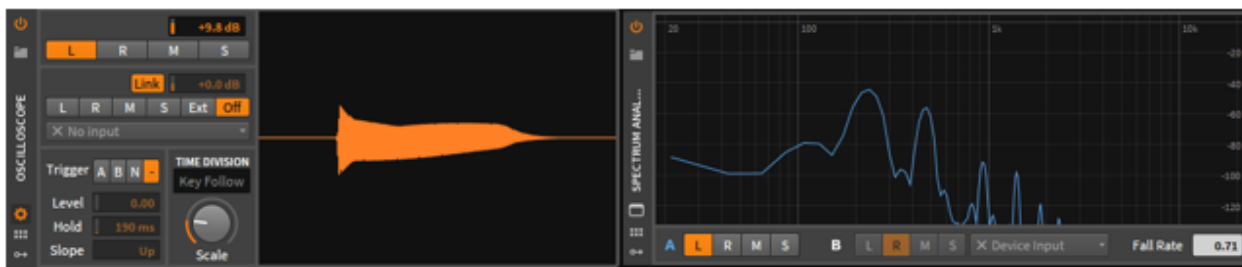 OSCILLOSCOPE
+9.8 dB
L R M S
Link +0.0 dB
L R M S Ext Off
× No input
Trigger A B N -
Level 0.00
Hold 190 ms
Slope Up
TIME DIVISION
Key Follow
Scale
SPECTRUM ANAL...
20 100 1k 10k
-20
-40
-60
-80
-100
-120
A L R M S B L R M S × Device Input Fall Rate 0.71